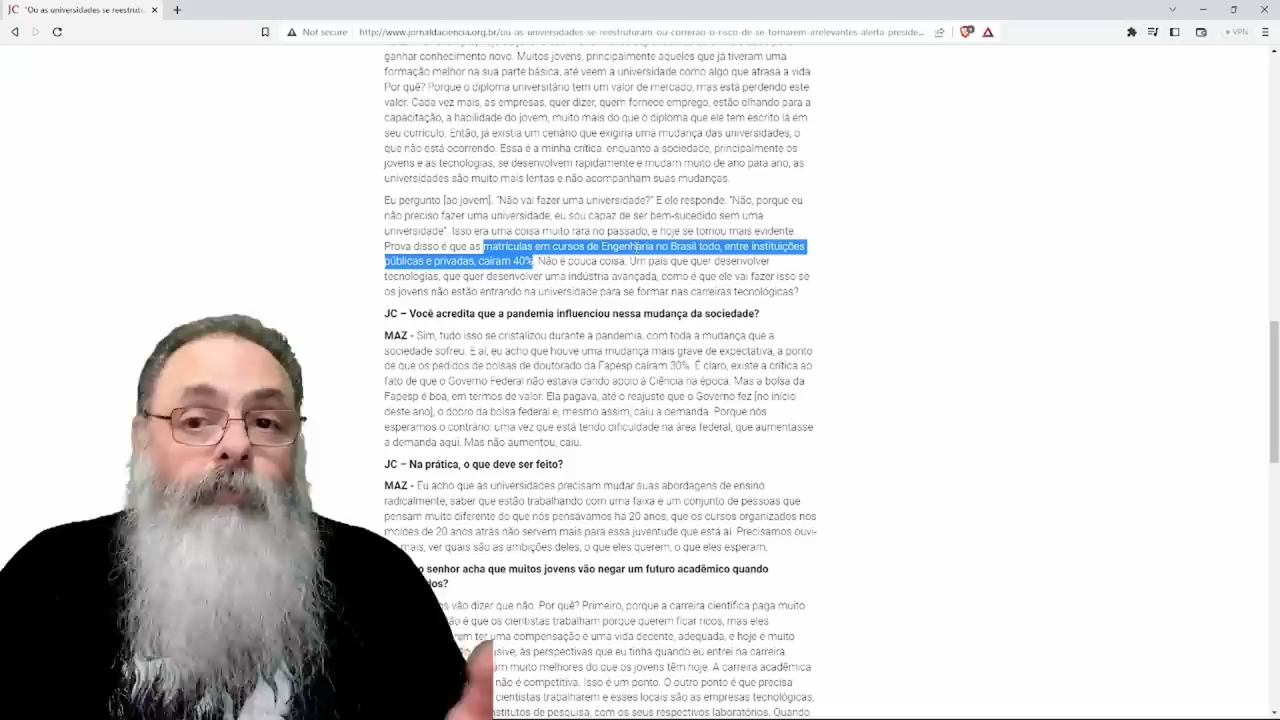 JC "Ou as universidades se reestrutu
Not secure
http://www.jornaldaciencia.org.br/ou-as-universidades-se-reestruturam-ou-correrao-o-risco-de-se-tornarem-irrelevantes-alerta-preside...
VPN
ganhar conhecimento novo. Muitos jovens, principalmente aqueles que já tiveram uma
formação melhor na sua parte básica, até veem a universidade como algo que atrasa a vida
Por quê? Porque o diploma universitário tem um valor de mercado, mas está perdendo este
valor. Cada vez mais, as empresas, quer dizer, quem fornece emprego, estão olhando para a
capacitação, a habilidade do jovem, muito mais do que o diploma que ele tem escrito lá em
seu currículo. Então, já existia um cenário que exigiria uma mudança das universidades, o
que não está ocorrendo. Essa é a minha crítica: enquanto a sociedade, principalmente os
jovens e as tecnologias, se desenvolvem rapidamente e mudam muito de ano para ano, as
universidades são muito mais lentas e não acompanham suas mudanças.
Eu pergunto [ao jovem]. "Não vai fazer uma universidade?" E ele responde. "Não, porque eu
não preciso fazer uma universidade, eu sou capaz de ser bem-sucedido sem uma
universidade". Isso era uma coisa muito rara no passado, e hoje se tornou mais evidente.
Prova disso é que as matrículas em cursos de Engenharia no Brasil todo, entre instituições
públicas e privadas, caíram 40%. Não é pouca coisa. Um país que quer desenvolver
tecnologias, que quer desenvolver uma indústria avançada, como é que ele vai fazer isso se
os jovens não estão entrando na universidade para se formar nas carreiras tecnológicas?
JC – Você acredita que a pandemia influenciou nessa mudança da sociedade?
MAZ - Sim, tudo isso se cristalizou durante a pandemia, com toda a mudança que a
sociedade sofreu. E aí, eu acho que houve uma mudança mais grave de expectativa, a ponto
de que os pedidos de bolsas de doutorado da Fapesp caíram 30%. É claro, existe a crítica ao
fato de que o Governo Federal não estava dando apoio à Ciência na época. Mas a bolsa da
Fapesp é boa, em termos de valor. Ela pagava, até o reajuste que o Governo fez [no início
deste ano], o dobro da bolsa federal e, mesmo assim, caiu a demanda. Porque nós
esperamos o contrário: uma vez que está tendo dificuldade na área federal, que aumentasse
a demanda aqui. Mas não aumentou, caiu.
JC – Na prática, o que deve ser feito?
MAZ - Eu acho que as universidades precisam mudar suas abordagens de ensino
radicalmente, saber que estão trabalhando com uma faixa e um conjunto de pessoas que
pensam muito diferente do que nós pensávamos há 20 anos, que os cursos organizados nos
moldes de 20 anos atrás não servem mais para essa juventude que está aí. Precisamos ouvi-
mais, ver quais são as ambições deles, o que eles querem, o que eles esperam.
o senhor acha que muitos jovens vão negar um futuro acadêmico quando
vão dizer que não. Por quê? Primeiro, porque a carreira científica paga muito
ão é que os cientistas trabalham porque querem ficar ricos, mas eles
ter uma compensação e uma vida decente, adequada, e hoje é muito
às perspectivas que eu tinha quando eu entrei na carreira.
muito melhores do que os jovens têm hoje. A carreira acadêmica
não é competitiva. Isso é um ponto. O outro ponto é que precisa
cientistas trabalharem e esses locais são as empresas tecnológicas,
institutos de pesquisa, com os seus respectivos laboratórios. Quando